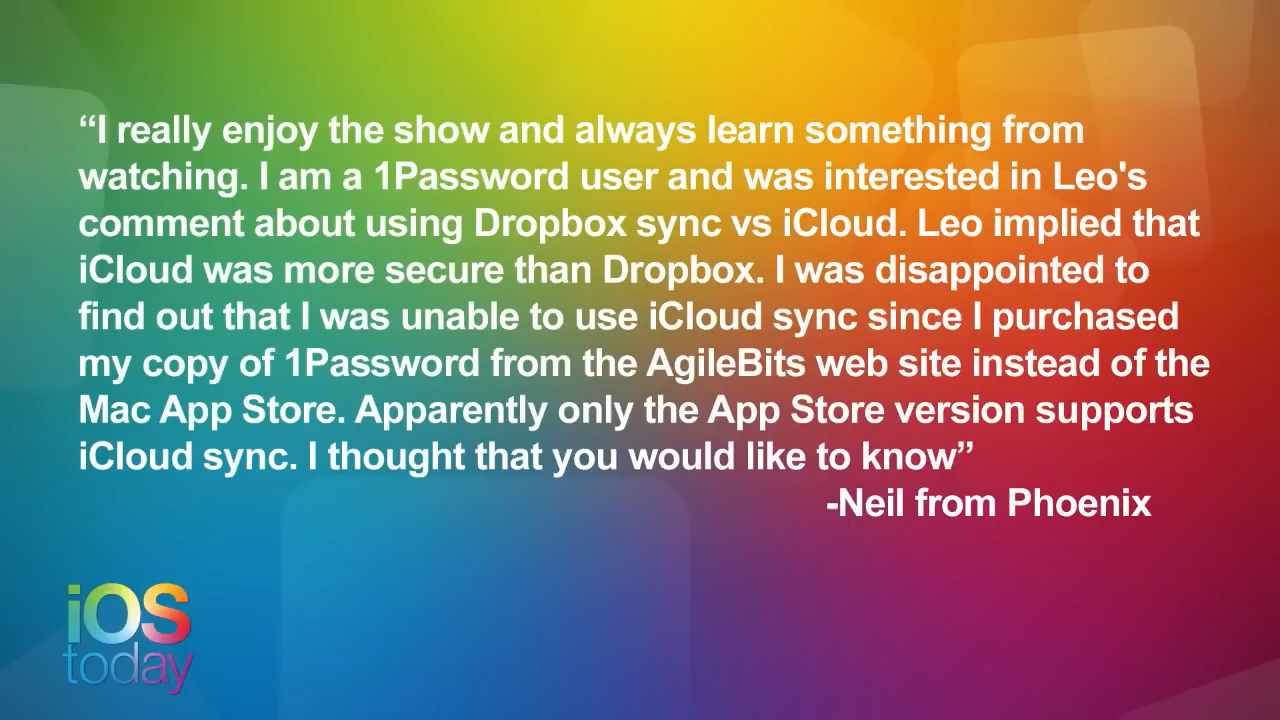 “I really enjoy the show and always learn something from
watching. I am a 1Password user and was interested in Leo's
comment about using Dropbox sync vs iCloud. Leo implied that
iCloud was more secure than Dropbox. I was disappointed to
find out that I was unable to use iCloud sync since I purchased
my copy of 1Password from the AgileBits web site instead of the
Mac App Store. Apparently only the App Store version supports
iCloud sync. I thought that you would like to know”
-Neil from Phoenix
iOS
today